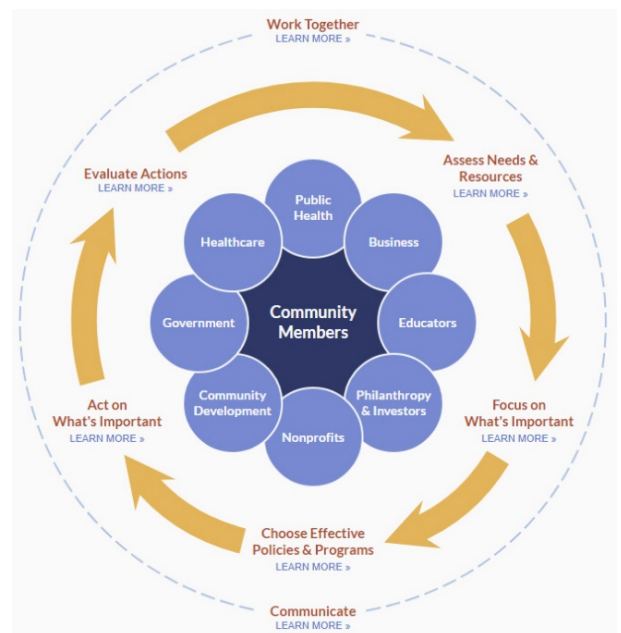 Work Together
LEARN MORE »
Evaluate Actions
LEARN MORE »
Assess Needs &
Resources
LEARN MORE »
Public
Health
Healthcare
Business
Government
Community
Members
Educators
Community
Development
Philanthropy
& Investors
Nonprofits
Act on
What's Important
LEARN MORE »
Focus on
What's Important
LEARN MORE »
Choose Effective
Policies & Programs
LEARN MORE »
Communicate
LEARN MORE »